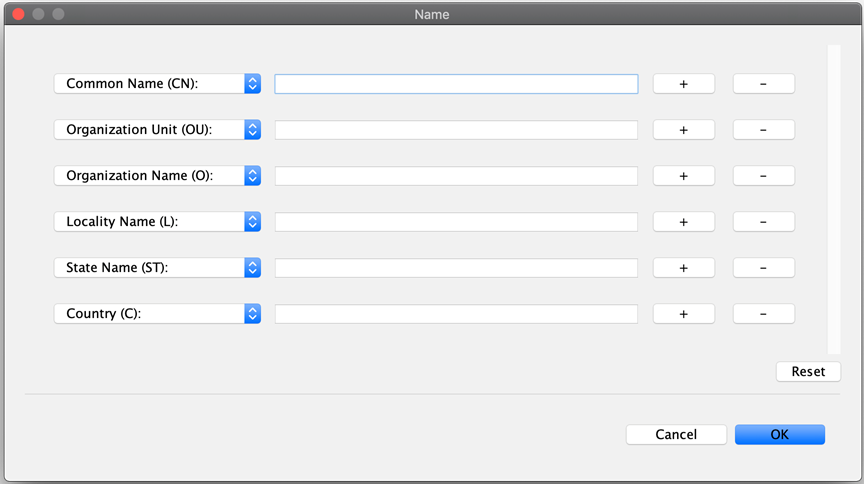 Name
Common Name (CN): + -
Organization Unit (OU): + -
Organization Name (O): + -
Locality Name (L): + -
State Name (ST): + -
Country (C): + -
Reset
Cancel OK